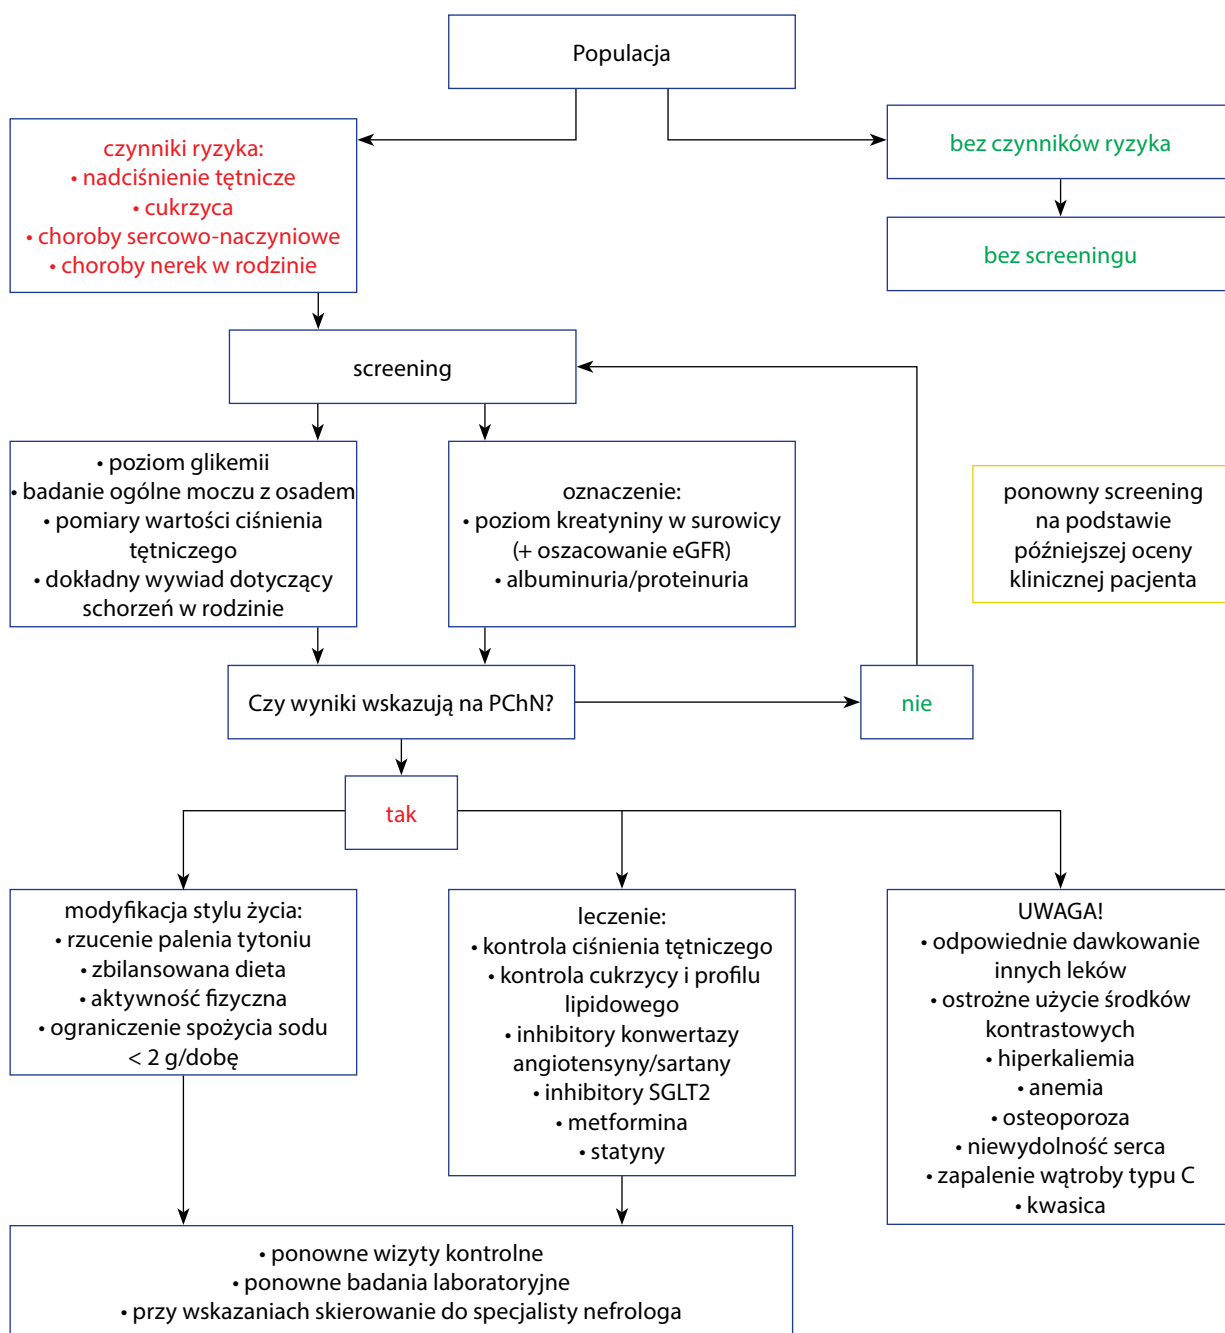 Populacja
czynniki ryzyka:
• nadciśnienie tętnicze
• cukrzyca
• choroby sercowo-naczyniowe
• choroby nerek w rodzinie
bez czynników ryzyka
bez screeningu
screening
• poziom glikemii
• badanie ogólne moczu z osadem
• pomiary wartości ciśnienia
tętniczego
• dokładny wywiad dotyczący
schorzeń w rodzinie
oznaczenie:
• poziom kreatyniny w surowicy
(+ oszacowanie eGFR)
• albuminuria/proteinuria
ponowny screening
na podstawie
późniejszej oceny
klinicznej pacjenta
Czy wyniki wskazują na PChN?
nie
tak
modyfikacja stylu życia:
• rzucenie palenia tytoniu
• zbilansowana dieta
• aktywność fizyczna
• ograniczenie spożycia sodu
< 2 g/dobę
leczenie:
• kontrola ciśnienia tętniczego
• kontrola cukrzycy i profilu
lipidowego
• inhibitory konwertazy
angiotensyny/sartany
• inhibitory SGLT2
• metformina
• statyny
UWAGA!
• odpowiednie dawkowanie
innych leków
• ostrożne użycie środków
kontrastowych
• hiperkaliemia
• anemia
• osteoporoza
• niewydolność serca
• zapalenie wątroby typu C
• kwasica
• ponowne wizyty kontrolne
• ponowne badania laboratoryjne
• przy wskazaniach skierowanie do specjalisty nefrologa